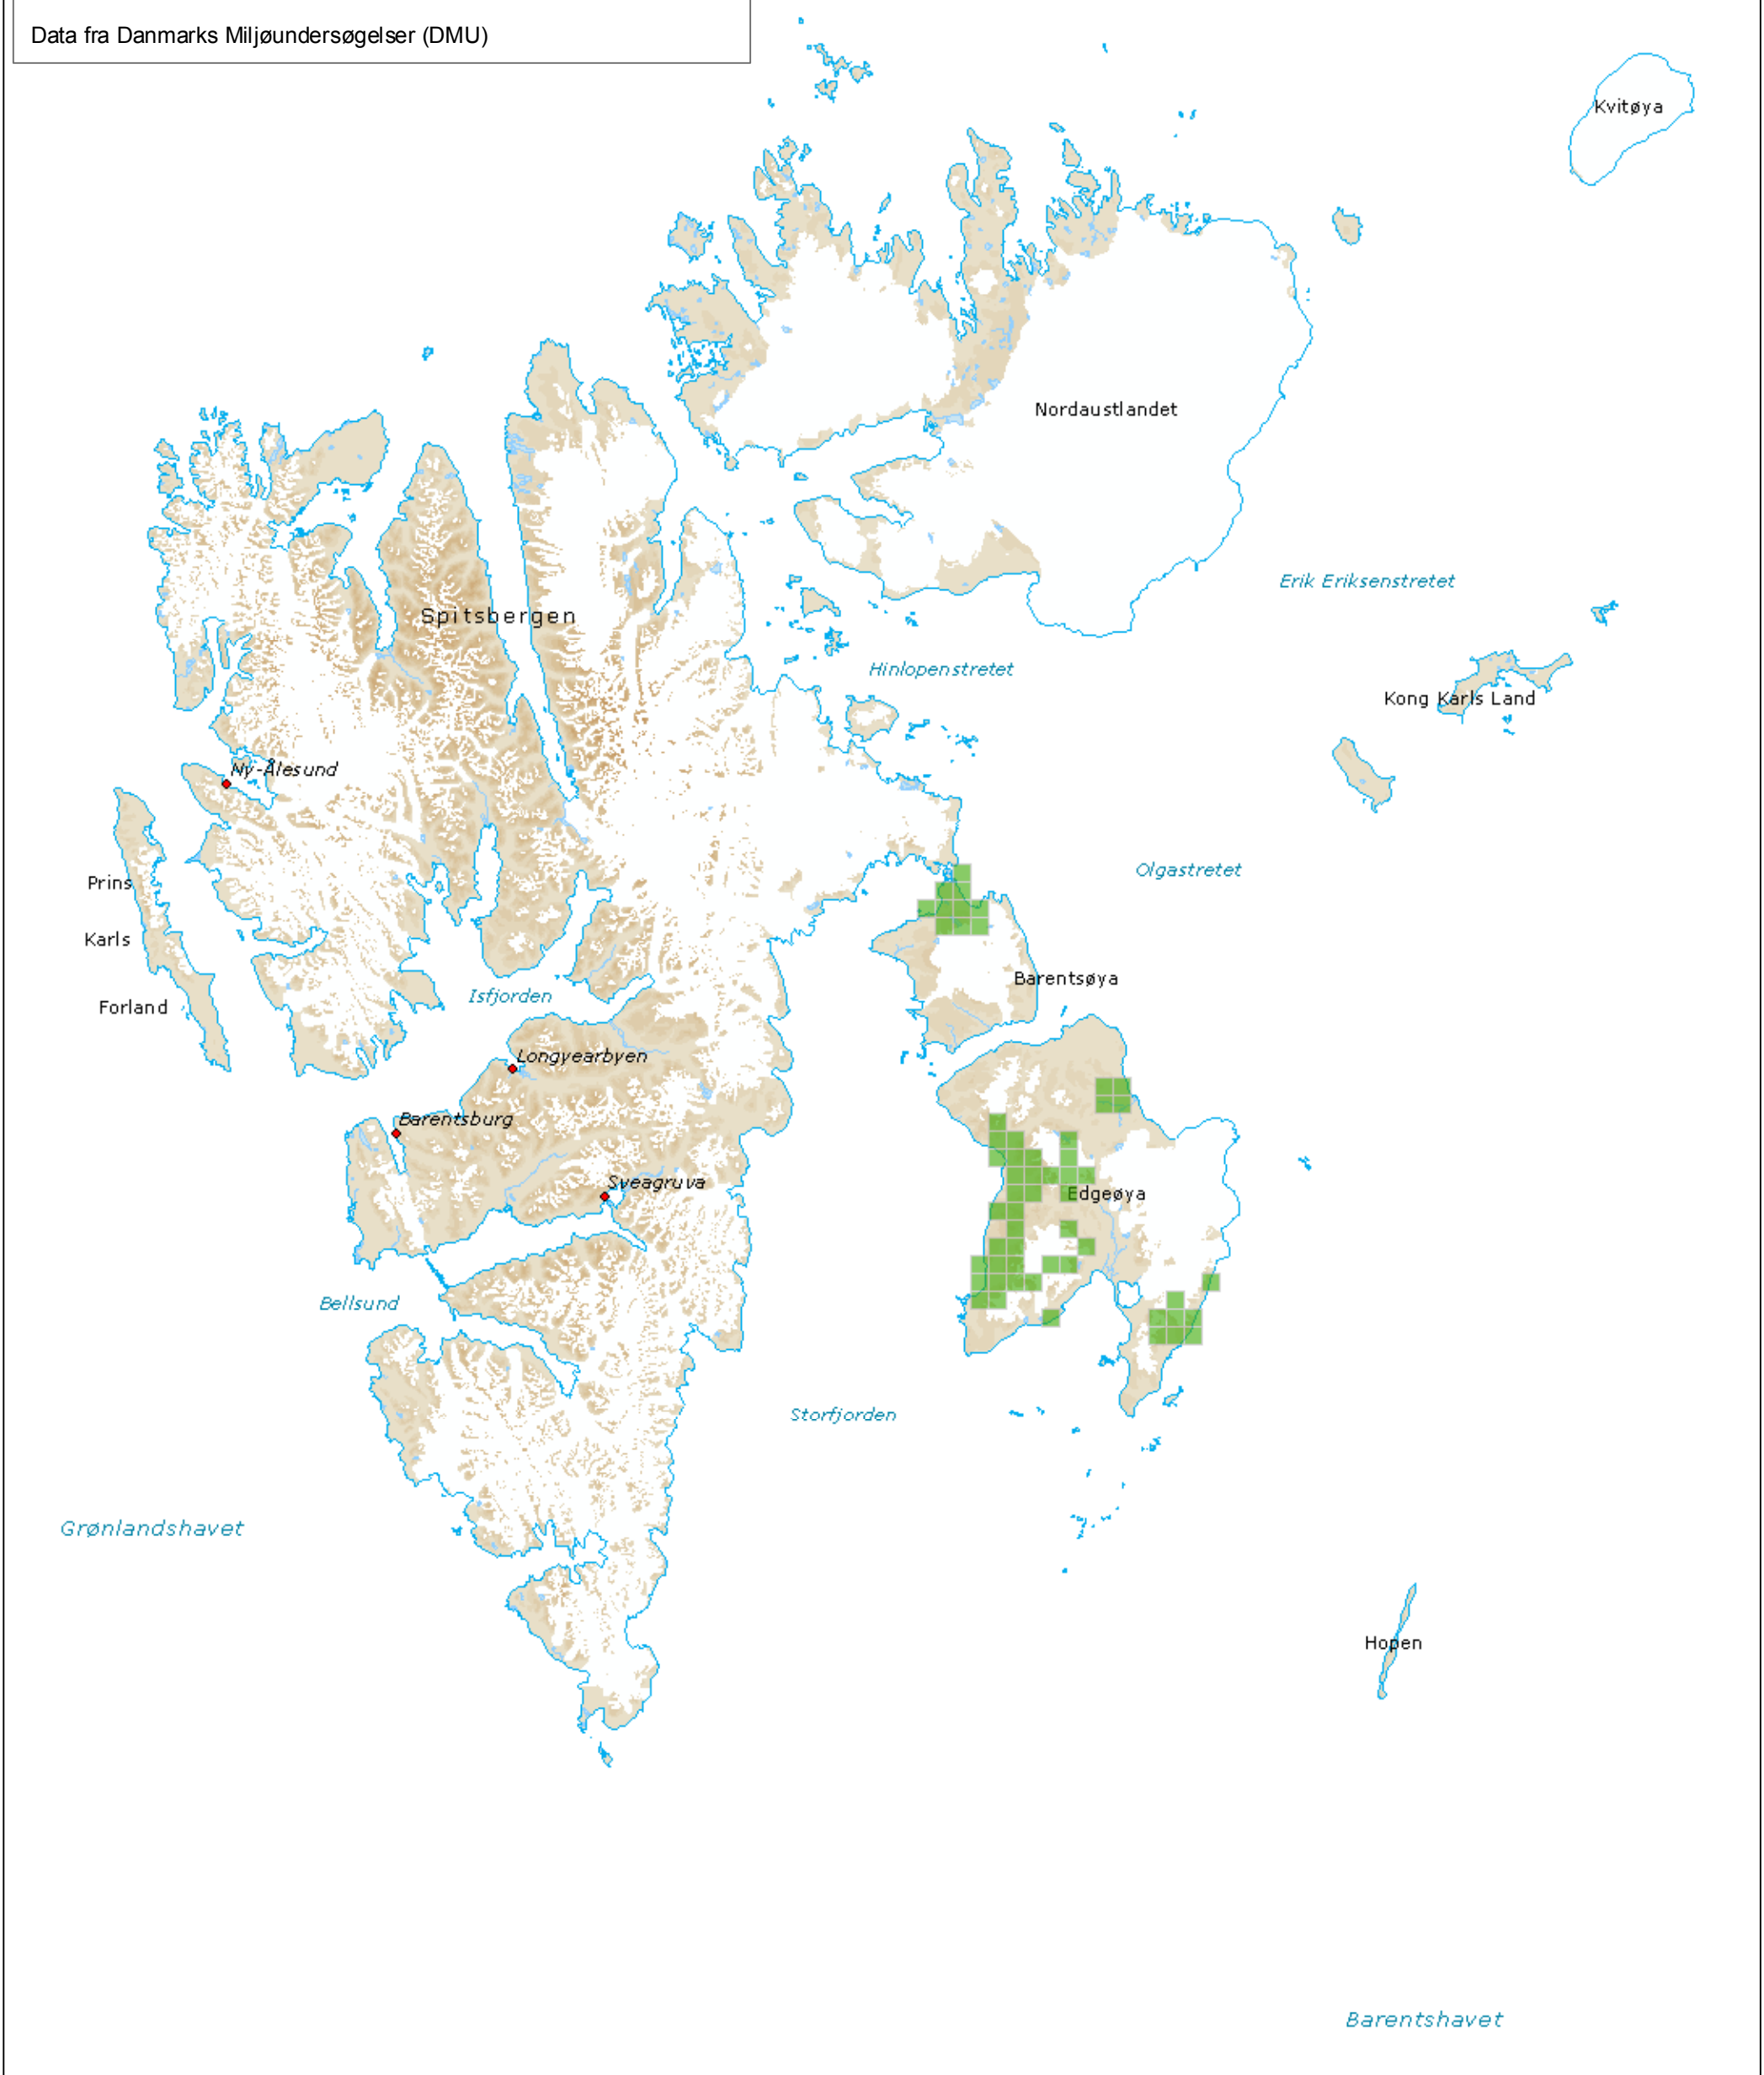 Data fra Danmarks Miljøundersøgelser (DMU)
Kvitøya
Nordaustlandet
Erik Eriksenstretet
Spitsbergen
Hinlopenstretet
Kong Karls Land
Ny-Ålesund
Olgastretet
Prins
Karls
Forland
Barentsøya
Isfjorden
Longyearbyen
Barentsburg
Sveagruva
Edgeøya
Bellsund
Storfjorden
Grønlandshavet
Hopen
Barentshavet